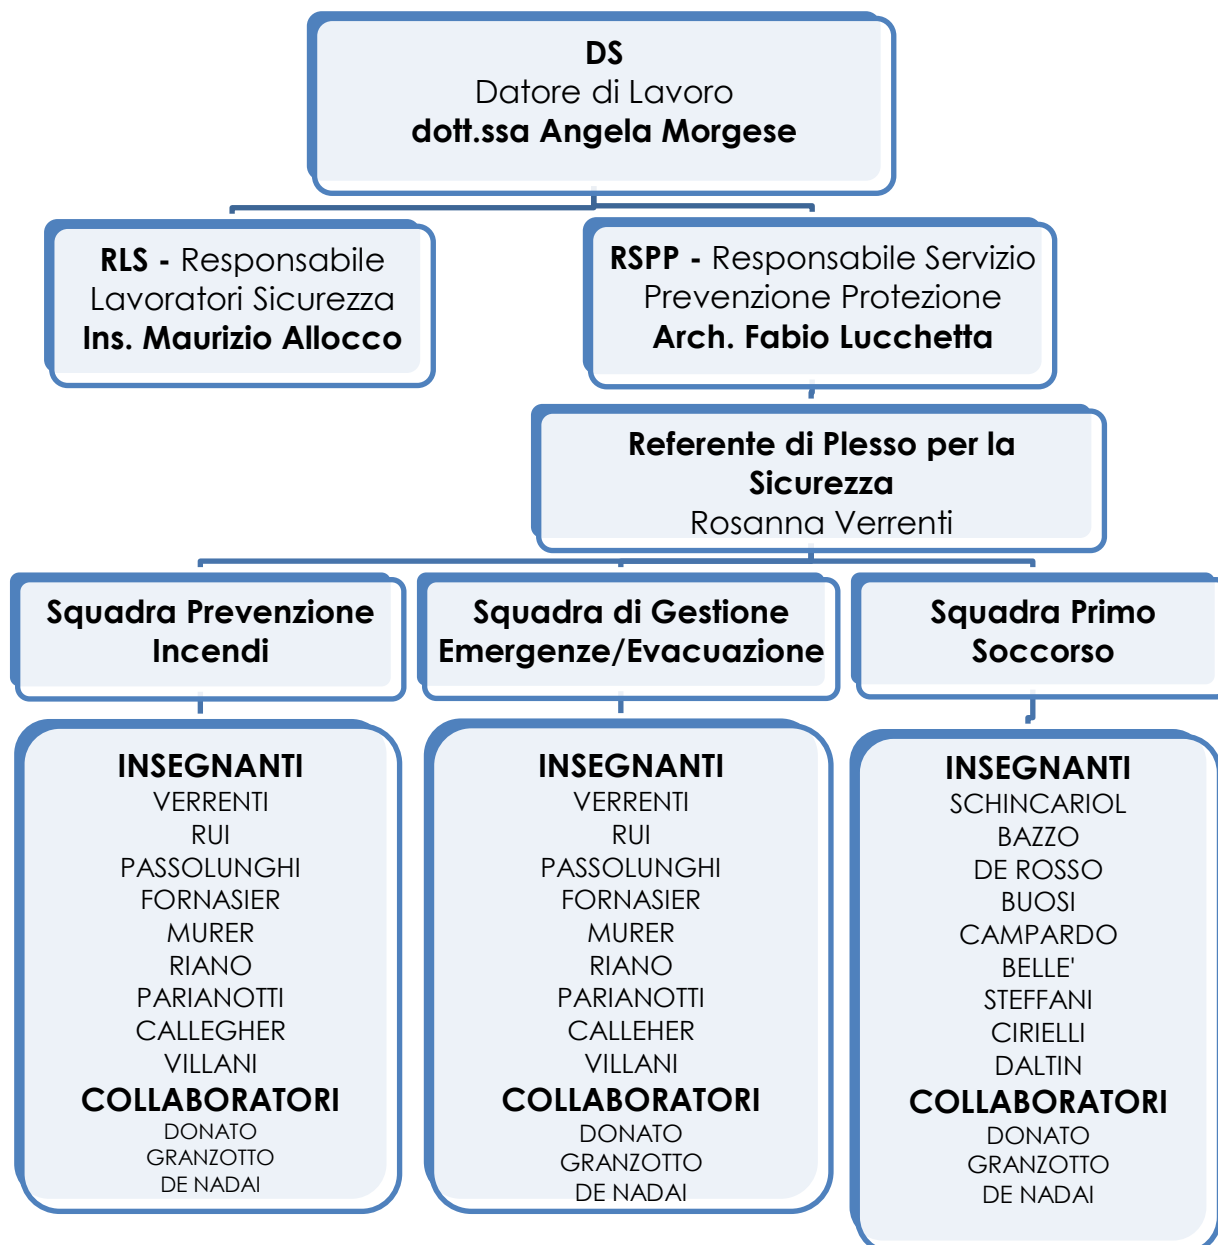 DS
Datore di Lavoro
dott.ssa Angela Morgese
RLS - Responsabile
Lavoratori Sicurezza
Ins. Maurizio Allocco
RSPP - Responsabile Servizio
Prevenzione Protezione
Arch. Fabio Lucchetta
Referente di Plesso per la
Sicurezza
Rosanna Verrenti
Squadra Prevenzione
Incendi
Squadra di Gestione
Emergenze/Evacuazione
Squadra Primo
Soccorso
INSEGNANTI
VERRENTI
RUI
PASSOLUNGHI
FORNASIER
MURER
RIANO
PARIANOTTI
CALLEGHER
VILLANI
COLLABORATORI
DONATO
GRANZOTTO
DE NADAI
INSEGNANTI
VERRENTI
RUI
PASSOLUNGHI
FORNASIER
MURER
RIANO
PARIANOTTI
CALLEHER
VILLANI
COLLABORATORI
DONATO
GRANZOTTO
DE NADAI
INSEGNANTI
SCHINCARIOL
BAZZO
DE ROSSO
BUOSI
CAMPARDO
BELLE'
STEFFANI
CIRIELLI
DALTIN
COLLABORATORI
DONATO
GRANZOTTO
DE NADAI